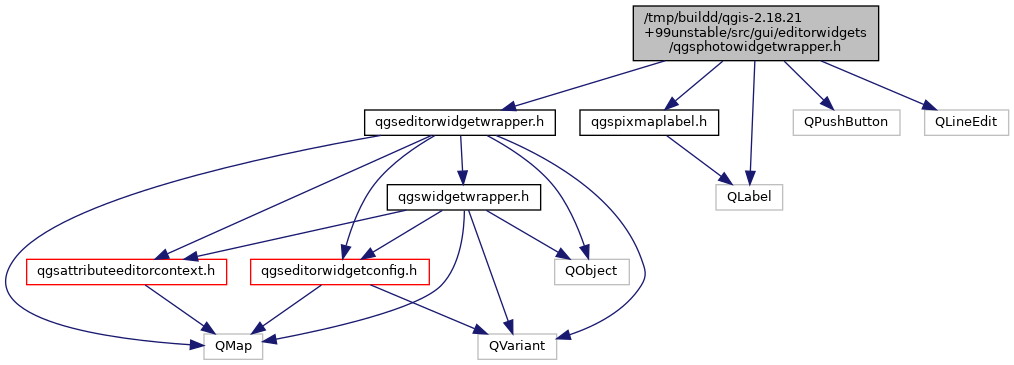 /tmp/buildd/qgis-2.18.21
+99unstable/src/gui/editorwidgets
/qgsphotowidgetwrapper.h
qgseditorwidgetwrapper.h
qgspixmaplabel.h
QPushButton
QLineEdit
qgswidgetwrapper.h
QLabel
qgsattributeeditorcontext.h
qgseditorwidgetconfig.h
QObject
QMap
QVariant